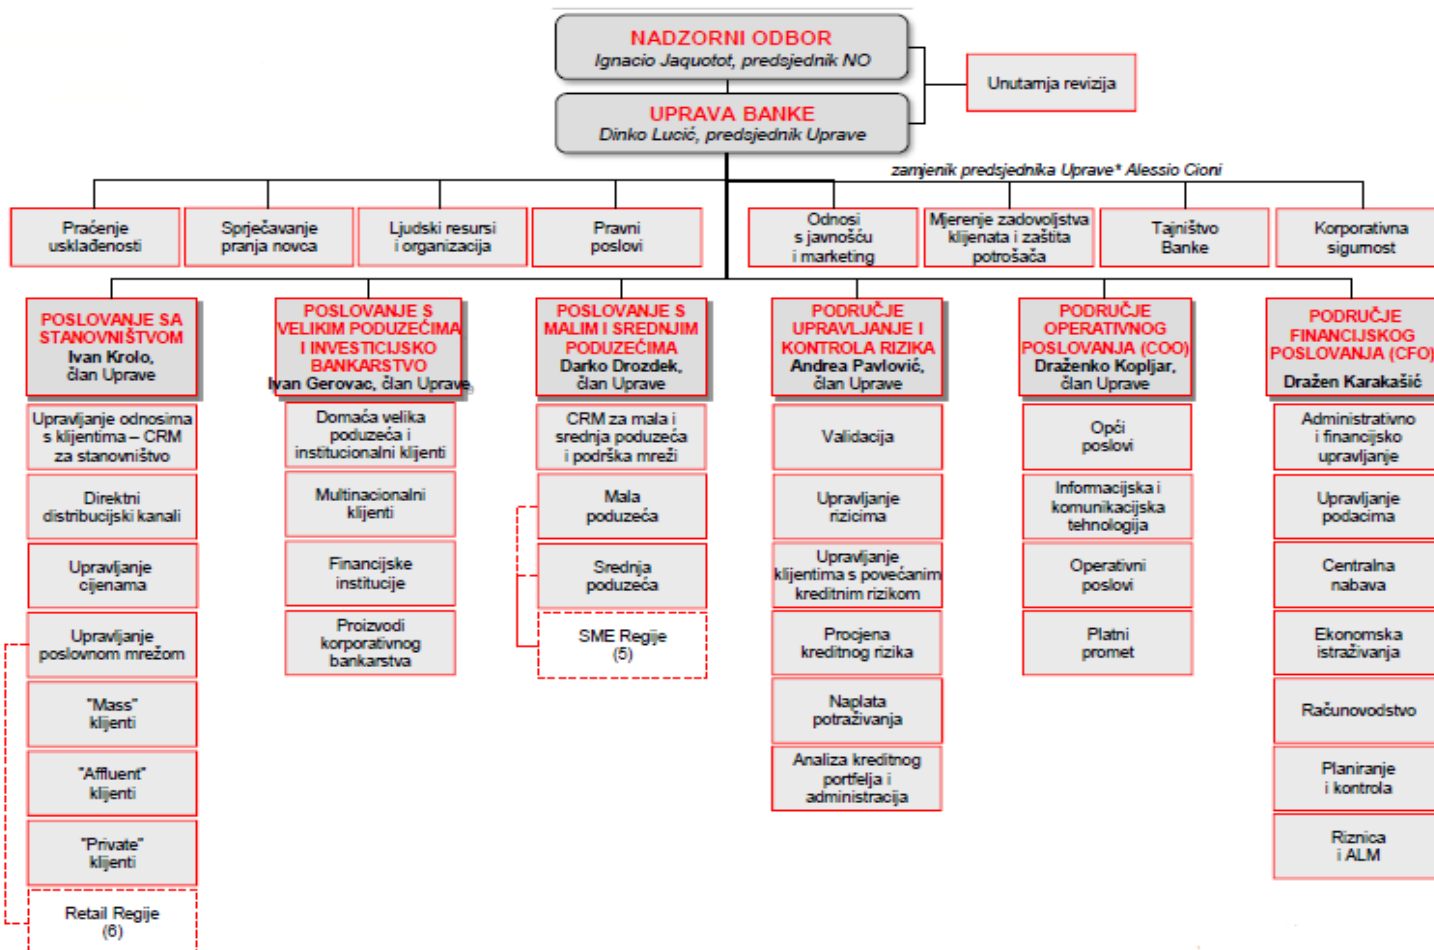 NADZORNI ODBOR
Ignacio Jaquotot, predsjednik NO
Unutarnja revizija
UPRAVA BANKE
Dinko Lucić, predsjednik Uprave
zamjenik predsjednika Uprave* Alessio Cioni
Praćenje
usklađenosti
Sprječavanje
pranja novca
Ljudski resursi
i organizacija
Pravni
poslovi
Odnosi
s javnošću
i marketing
Mjerenje zadovoljstva
klijenata i zaštita
potrošača
Tajništvo
Banke
Korporativna
sigurnost
POSLOVANJE SA
STANOVNIŠTVOM
Ivan Krolo,
član Uprave
Upravljanje odnosima
s klijentima – CRM
za stanovništvo
Direktni
distribucijski kanali
Upravljanje
cijenama
Upravljanje
poslovnom mrežom
"Mass"
klijenti
"Affluent"
klijenti
"Private"
klijenti
Retail Regije
(6)
POSLOVANJE S
VELIKIM PODUZEĆIMA
I INVESTICIJSKO
BANKARSTVO
Ivan Gerovac, član Uprave
Domaća velika
poduzeća i
institucionalni klijenti
Multinacionalni
klijenti
Financijske
institucije
Proizvodi
korporativnog
bankarstva
POSLOVANJE S
MALIM I SREDNJIM
PODUZEĆIMA
Darko Drozdek,
član Uprave
CRM za mala i
srednja poduzeća
i podrška mreži
Mala
poduzeća
Srednja
poduzeća
SME Regije
(5)
PODRUČJE
UPRAVLJANJE I
KONTROLA RIZIKA
Andrea Pavlović,
član Uprave
Validacija
Upravljanje
rizicima
Upravljanje
klijentima s povećanim
kreditnim rizikom
Procjena
kreditnog rizika
Naplata
potraživanja
Analiza kreditnog
portfelja i
administracija
PODRUČJE
OPERATIVNOG
POSLOVANJA (COO)
Draženko Kopljar,
član Uprave
Opći
poslovi
Informacijska i
komunikacijska
tehnologija
Operativni
poslovi
Platni
promet
PODRUČJE
FINANCIJSKOG
POSLOVANJA (CFO)
Dražen Karakašić
Administrativno
i financijsko
upravljanje
Upravljanje
podacima
Centralna
nabava
Ekonomska
istraživanja
Računovodstvo
Planiranje
i kontrola
Riznica
i ALM